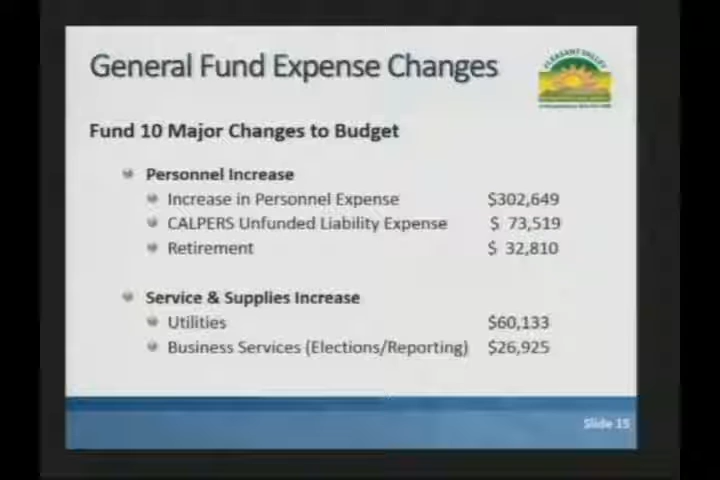 General Fund Expense Changes
PLEASANT VALLEY
Fund 10 Major Changes to Budget
Personnel Increase
Increase in Personnel Expense $302,649
CALPERS Unfunded Liability Expense $ 73,519
Retirement $ 32,810
Service & Supplies Increase
Utilities $60,133
Business Services (Elections/Reporting) $26,925
Slide 15